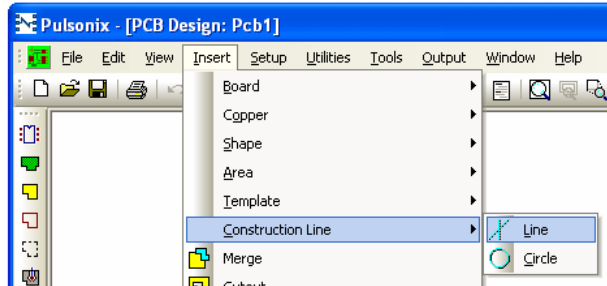 Pulsonix - [PCB Design: Pcb1]
File Edit View Insert Setup Utilities Tools Output Window Help
Board
Copper
Shape
Area
Template
Construction Line
Line
Merge
Circle
Cutout